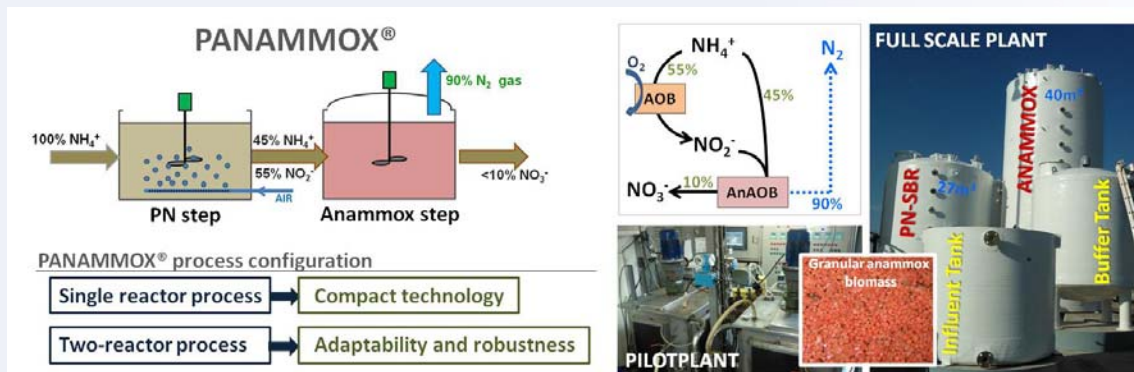 PANAMMOX®
90% N₂ gas
100% NH₄⁺
45% NH₄⁺
55% NO₂⁻
<10% NO₃⁻
AIR
PN step
Anammox step
PANAMMOX® process configuration
Single reactor process
Compact technology
Two-reactor process
Adaptability and robustness
NH₄⁺
N₂
O₂
55%
45%
AOB
NO₂⁻
NO₃⁻
10%
AnAOB
90%
PILOTPLANT
Granular anammox
biomass
FULL SCALE PLANT
40m³
ANAMMOX
PN-SBR
27m³
Influent Tank
Buffer Tank